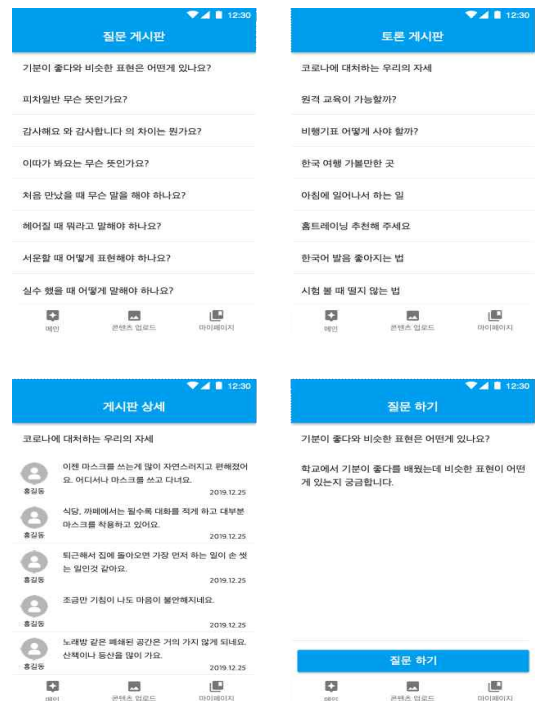 12:30
질문 게시판
기분이 좋다와 비슷한 표현은 어떤게 있나요?
피차일반 무슨 뜻인가요?
감사해요 와 감사합니다 의 차이는 뭔가요?
이따가 봐요는 무슨 뜻인가요?
처음 만났을 때 무슨 말을 해야 하나요?
헤어질 때 뭐라고 말해야 하나요?
서운할 때 어떻게 표현해야 하나요?
실수 했을 때 어떻게 말해야 하나요?
메인 콘텐츠 업로드 마이페이지
12:30
토론 게시판
코로나에 대처하는 우리의 자세
원격 교육이 가능할까?
비행기표 어떻게 사야 할까?
한국 여행 가볼만한 곳
아침에 일어나서 하는 일
홈트레이닝 추천해 주세요
한국어 발음 좋아지는 법
시험 볼 때 떨지 않는 법
메인 콘텐츠 업로드 마이페이지
12:30
게시판 상세
코로나에 대처하는 우리의 자세
이젠 마스크를 쓰는게 많이 자연스러지고 편해졌어
요. 어디서나 마스크를 쓰고 다녀요.
홍길동
2019.12.25
식당, 까페에서는 될수록 대화를 적게 하고 대부분
마스크를 착용하고 있어요.
홍길동
2019.12.25
퇴근해서 집에 돌아오면 가장 먼저 하는 일이 손 씻
는 일인것 같아요.
홍길동
2019.12.25
조금만 기침이 나도 마음이 불안해지네요.
홍길동
2019.12.25
노래방 같은 폐쇄된 공간은 거의 가지 않게 되네요.
산책이나 등산을 많이 가요.
홍길동
2019.12.25
메인 콘텐츠 업로드 마이페이지
12:30
질문 하기
기분이 좋다와 비슷한 표현은 어떤게 있나요?
학교에서 기분이 좋다를 배웠는데 비슷한 표현이 어떤
게 있는지 궁금합니다.
질문 하기
메인 콘텐츠 업로드 마이페이지